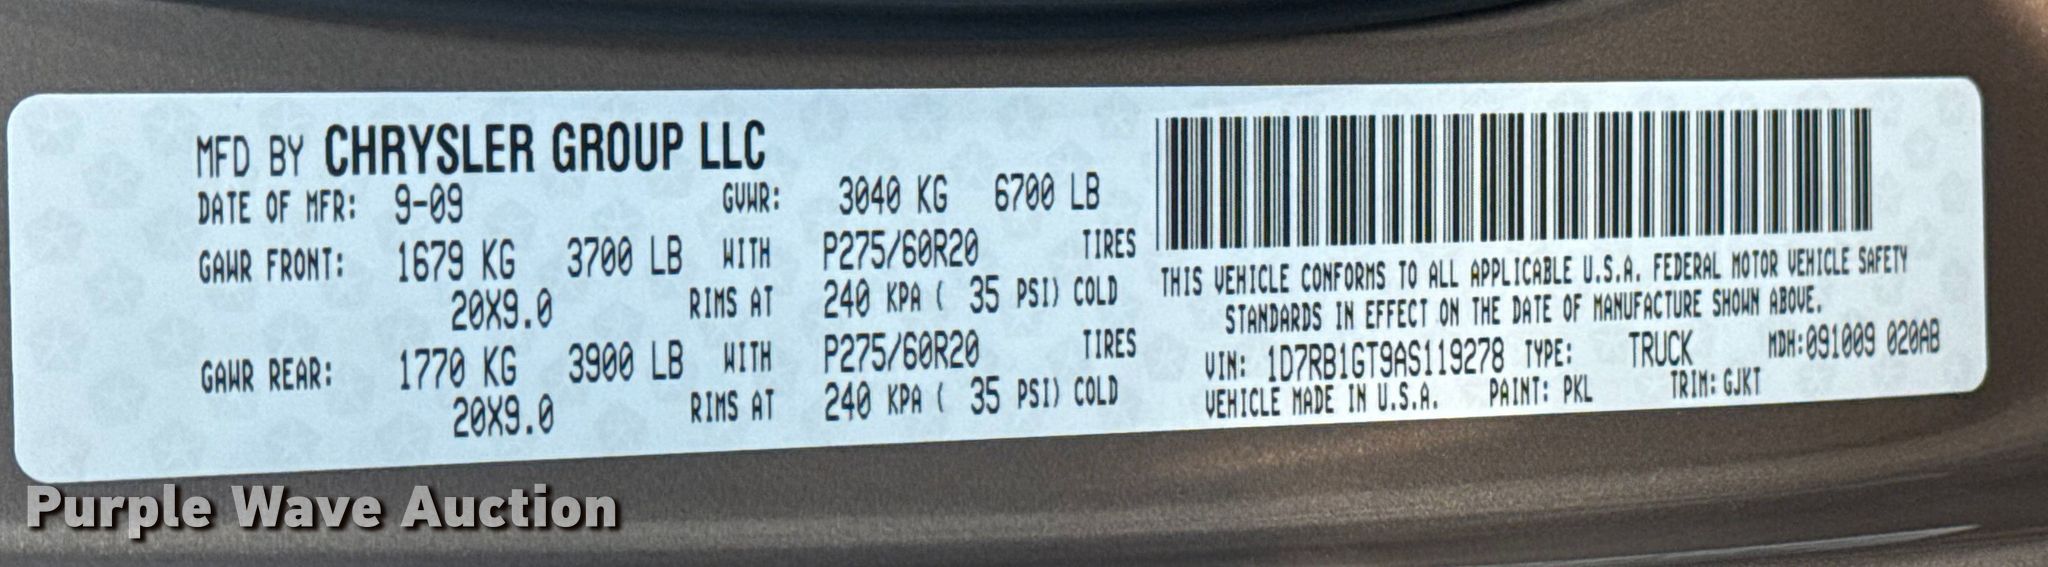 MFD BY CHRYSLER GROUP LLC
DATE OF MFR: 9-09 GVWR: 3040 KG 6700 LB
GAWR FRONT: 1679 KG 3700 LB WITH P275/60R20 TIRES
20X9.0 RIMS AT 240 KPA ( 35 PSI) COLD
GAWR REAR: 1770 KG 3900 LB WITH P275/60R20 TIRES
20X9.0 RIMS AT 240 KPA ( 35 PSI) COLD
THIS VEHICLE CONFORMS TO ALL APPLICABLE U.S.A. FEDERAL MOTOR VEHICLE SAFETY
STANDARDS IN EFFECT ON THE DATE OF MANUFACTURE SHOWN ABOVE.
VIN: 1D7RB1GT9AS119278 TYPE: TRUCK MDH:091009 020AB
VEHICLE MADE IN U.S.A. PAINT: PKL TRIM: GJKT
Purple Wave Auction